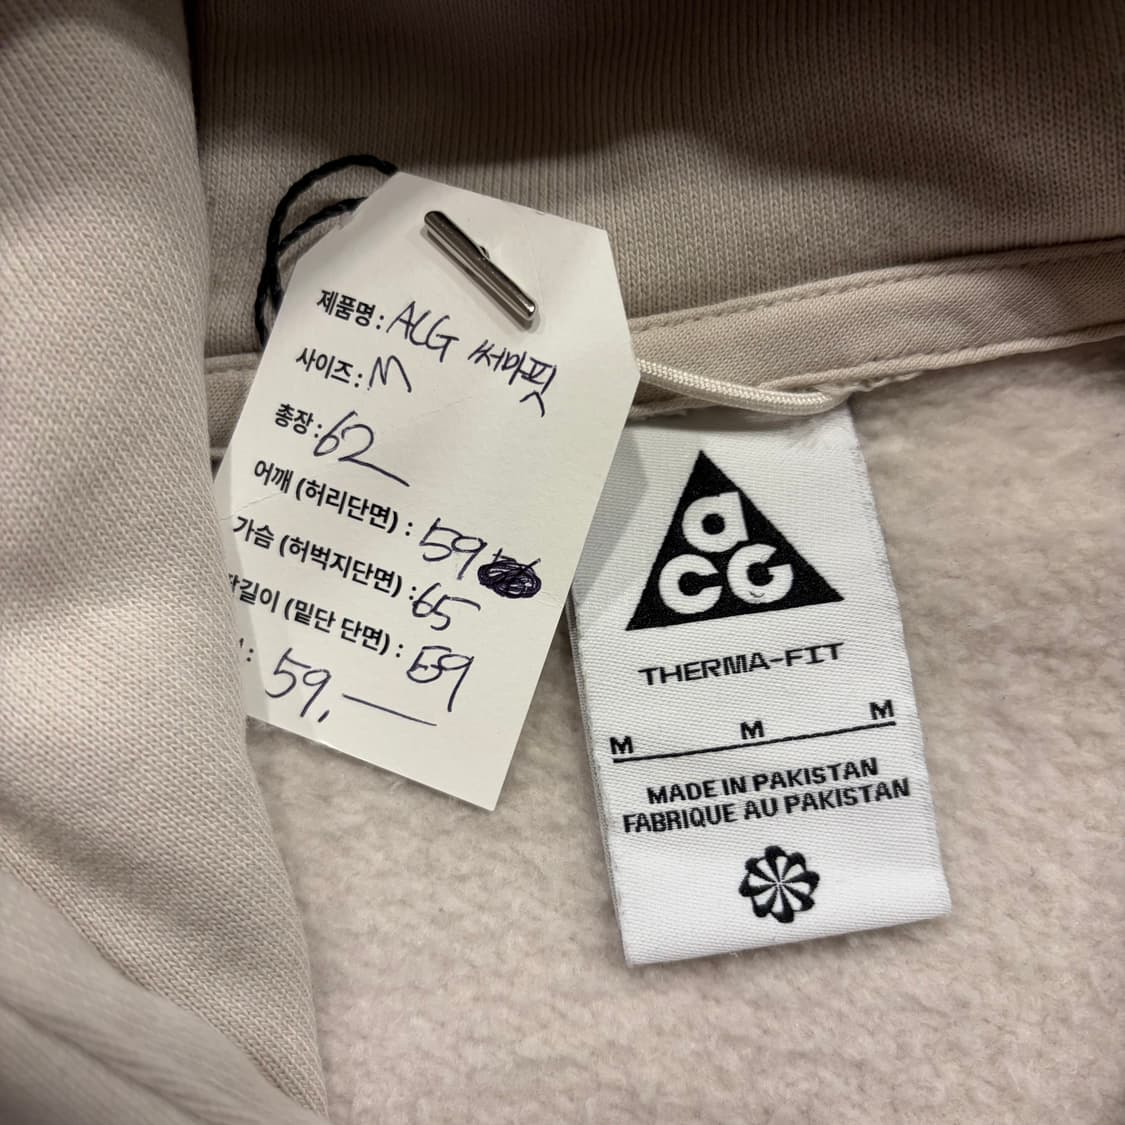 제품명: ACG 써마핏
사이즈: M
총장: 62
어깨 (허리단면) : 59
가슴 (허벅지단면) : 65
팔길이 (밑단 단면) : 59
: 59,
acG
THERMA-FIT
M M M
MADE IN PAKISTAN
FABRIQUE AU PAKISTAN